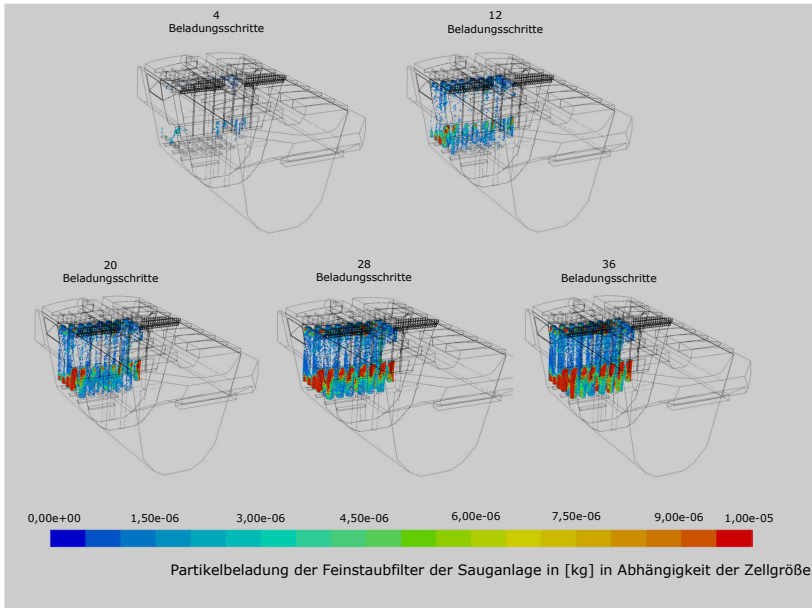 4
Beladungsschritte
12
Beladungsschritte
20
Beladungsschritte
28
Beladungsschritte
36
Beladungsschritte
0,00e+00 1,50e-06 3,00e-06 4,50e-06 6,00e-06 7,50e-06 9,00e-06 1,00e-05
Partikelbeladung der Feinstaubfilter der Sauganlage in [kg] in Abhängigkeit der Zellgröße